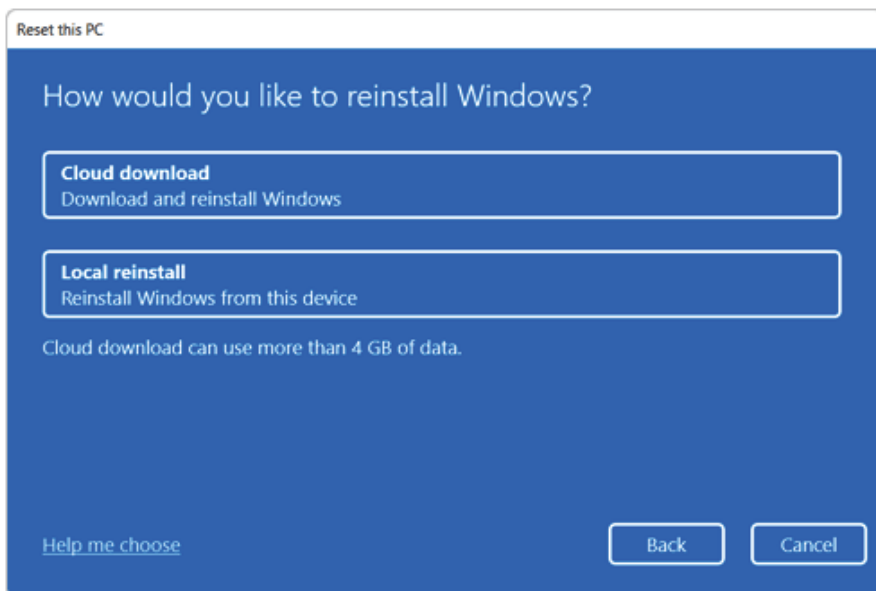 Reset this PC
How would you like to reinstall Windows?
Cloud download
Download and reinstall Windows
Local reinstall
Reinstall Windows from this device
Cloud download can use more than 4 GB of data.
Help me choose
Back
Cancel